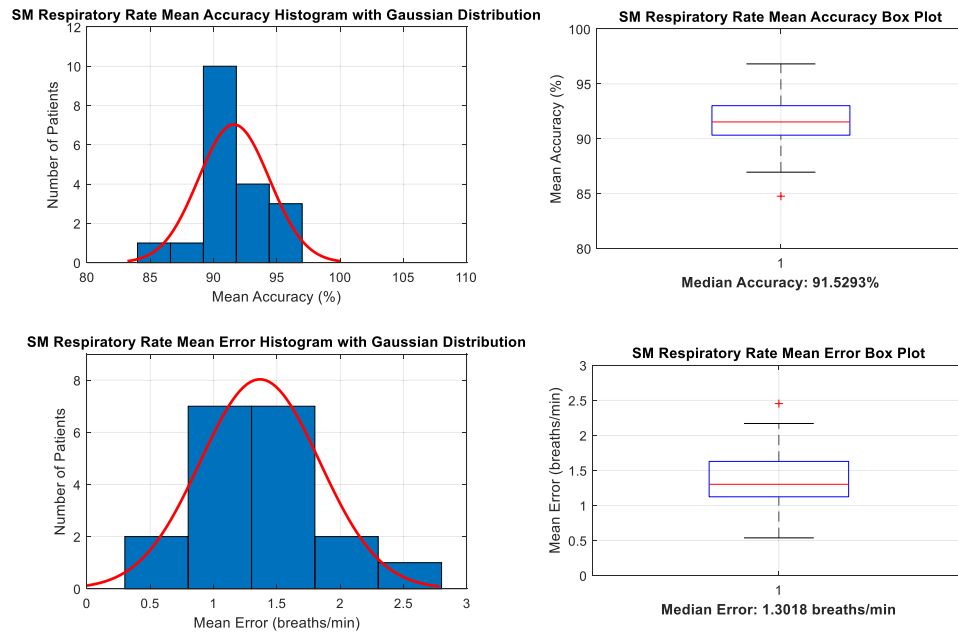 SM Respiratory Rate Mean Accuracy Histogram with Gaussian Distribution
12
10
8
6
4
2
0
Number of Patients
80 85 90 95 100 105 110
Mean Accuracy (%)
SM Respiratory Rate Mean Accuracy Box Plot
100
95
90
85
80
Mean Accuracy (%)
1
Median Accuracy: 91.5293%
SM Respiratory Rate Mean Error Histogram with Gaussian Distribution
8
6
4
2
0
Number of Patients
0 0.5 1 1.5 2 2.5 3
Mean Error (breaths/min)
SM Respiratory Rate Mean Error Box Plot
3
2.5
2
1.5
1
0.5
0
Mean Error (breaths/min)
1
Median Error: 1.3018 breaths/min